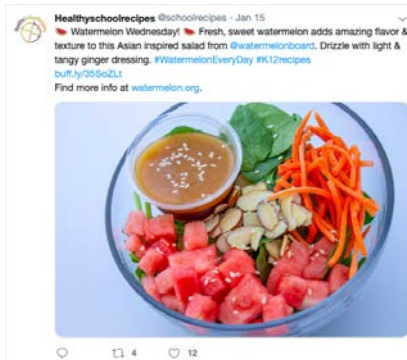 Healthyschoolrecipes @schoolrecipes · Jan 15
Watermelon Wednesday! Fresh, sweet watermelon adds amazing flavor &
texture to this Asian inspired salad from @watermelonboard. Drizzle with light &
tangy ginger dressing. #WatermelonEveryDay #K12recipes
buff.ly/35SoZLt
Find more info at watermelon.org.
4 12